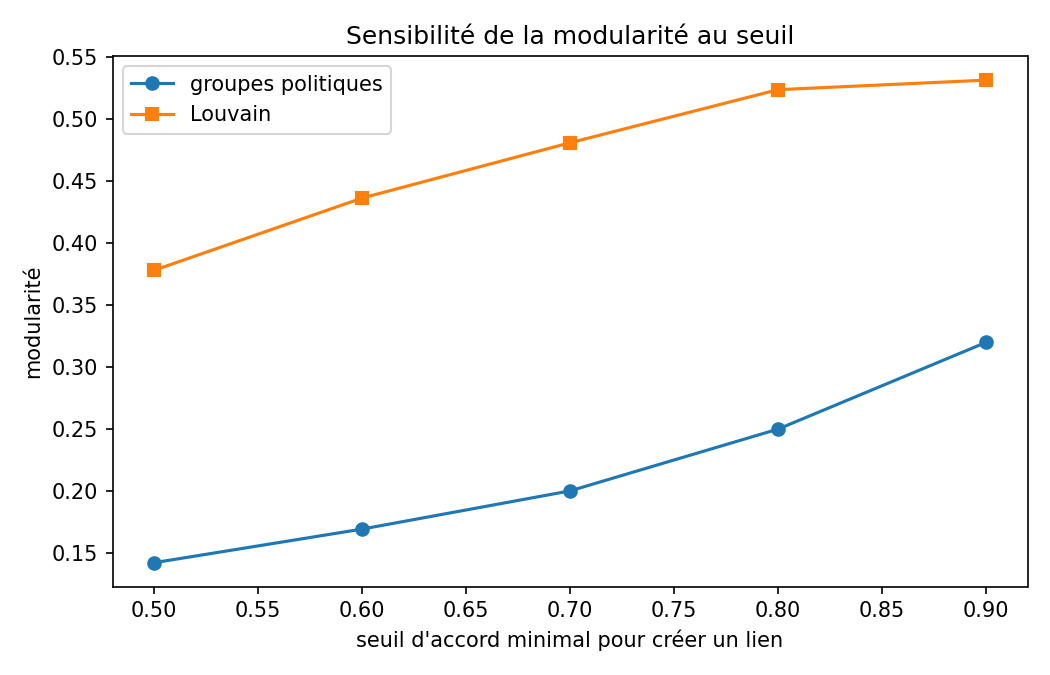 Sensibilité de la modularité au seuil
groupes politiques
Louvain
0.55
0.50
0.45
0.40
0.35
0.30
0.25
0.20
0.15
modularité
0.50 0.55 0.60 0.65 0.70 0.75 0.80 0.85 0.90
seuil d'accord minimal pour créer un lien